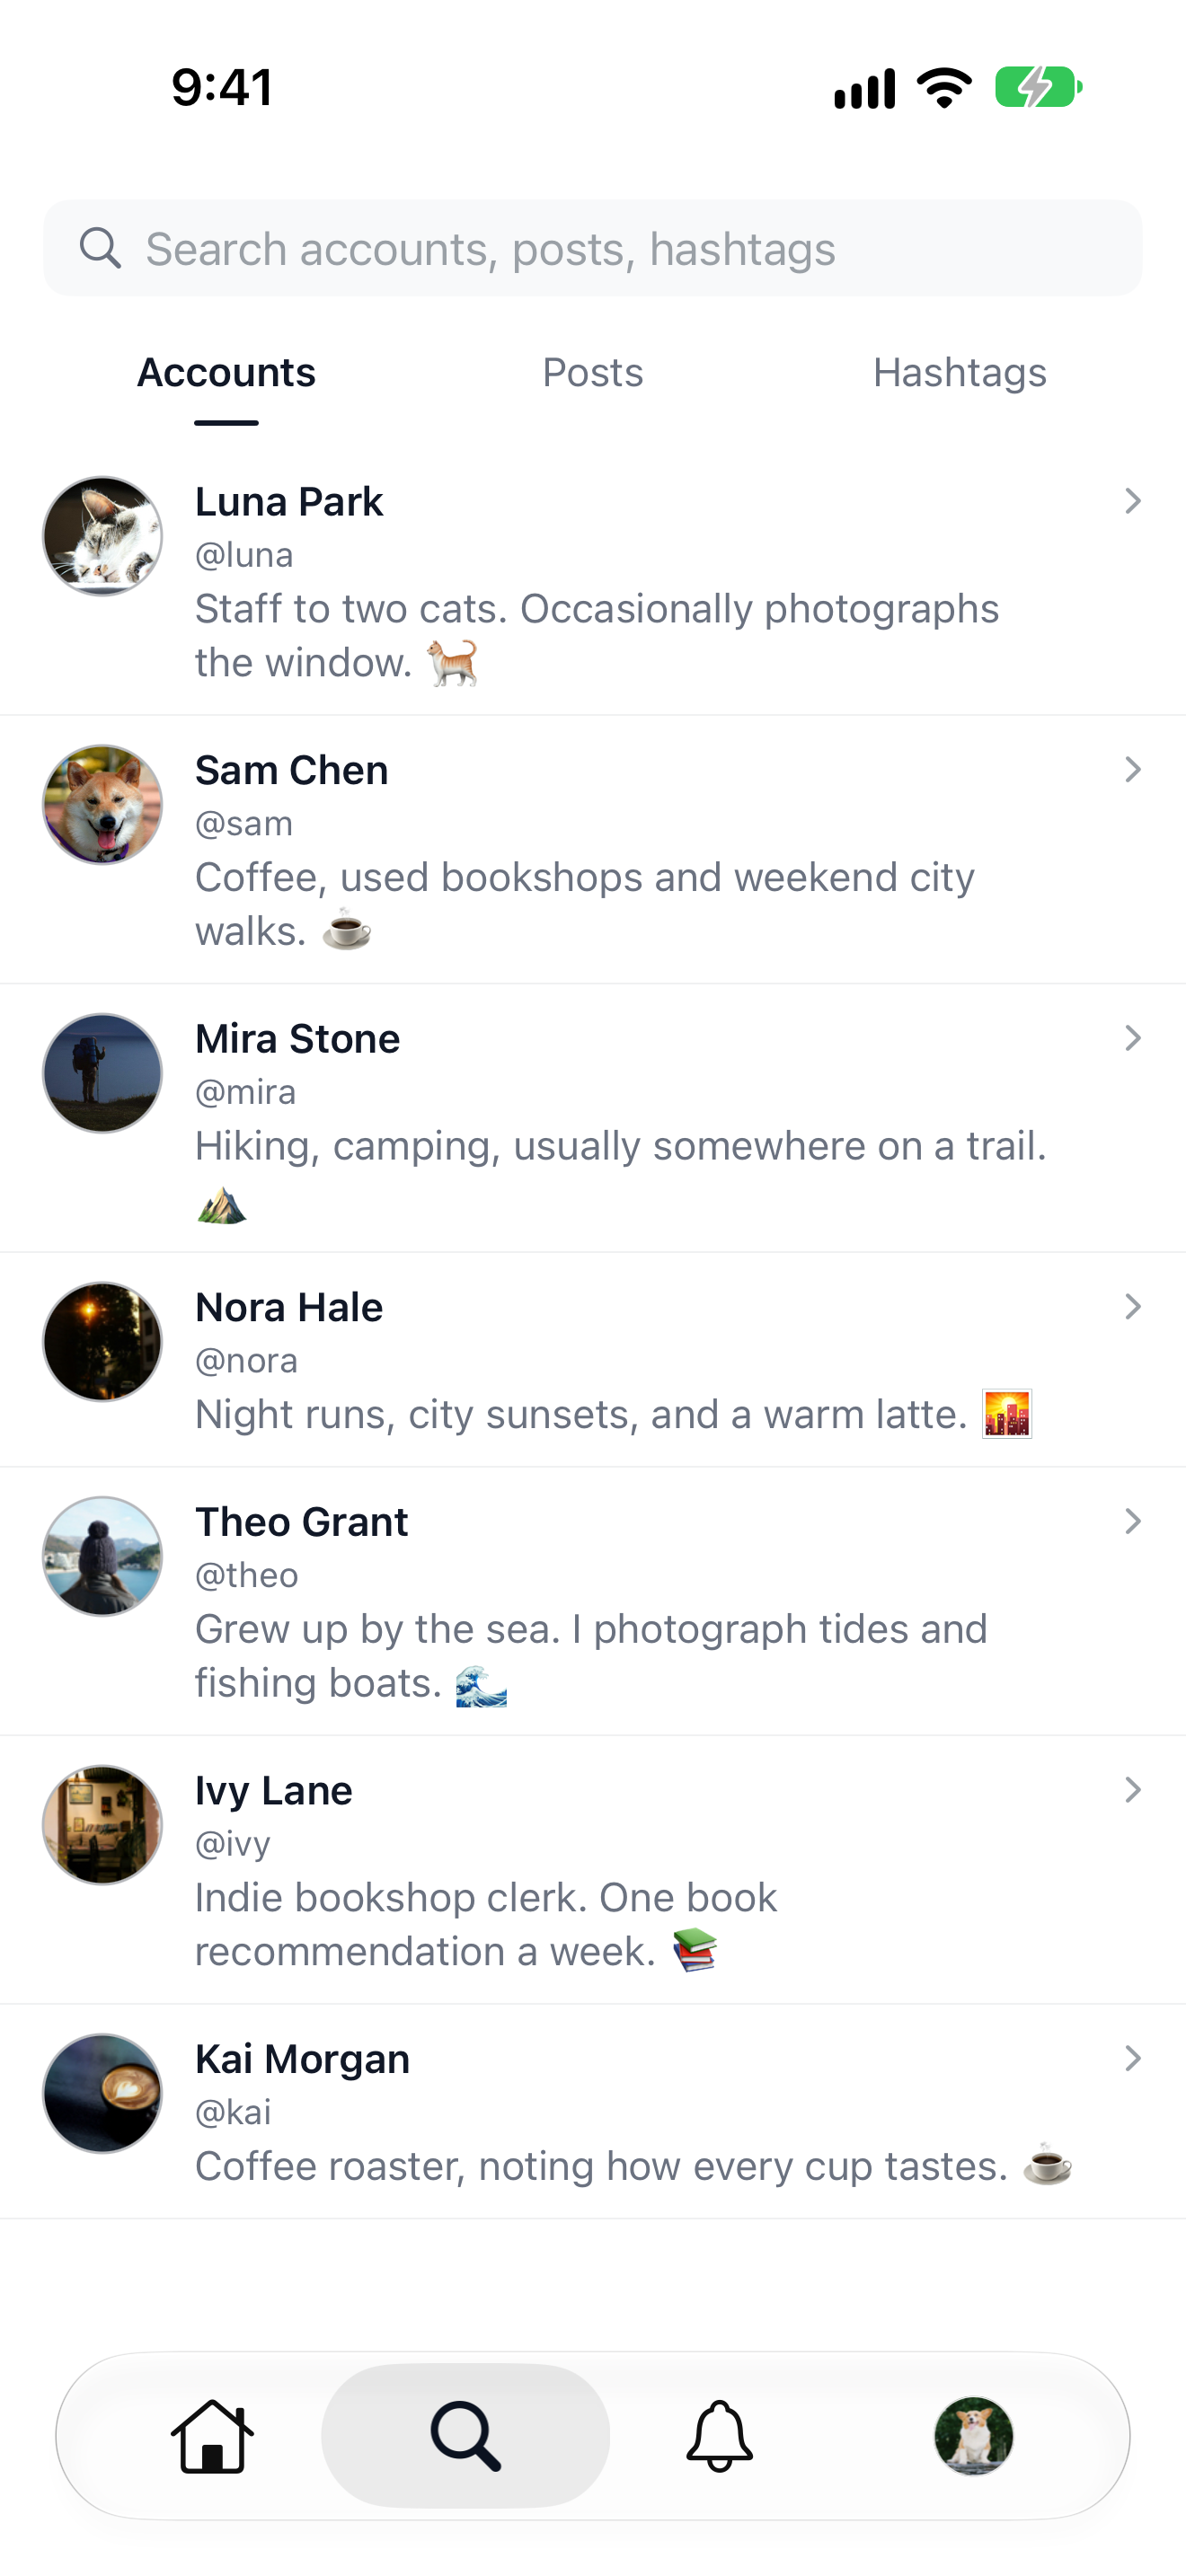 9:41
Search accounts, posts, hashtags
Accounts Posts Hashtags
Luna Park
@luna
Staff to two cats. Occasionally photographs
the window. 🐈
Sam Chen
@sam
Coffee, used bookshops and weekend city
walks. ☕
Mira Stone
@mira
Hiking, camping, usually somewhere on a trail.
⛰️
Nora Hale
@nora
Night runs, city sunsets, and a warm latte. 🌇
Theo Grant
@theo
Grew up by the sea. I photograph tides and
fishing boats. 🌊
Ivy Lane
@ivy
Indie bookshop clerk. One book
recommendation a week. 📚
Kai Morgan
@kai
Coffee roaster, noting how every cup tastes. ☕